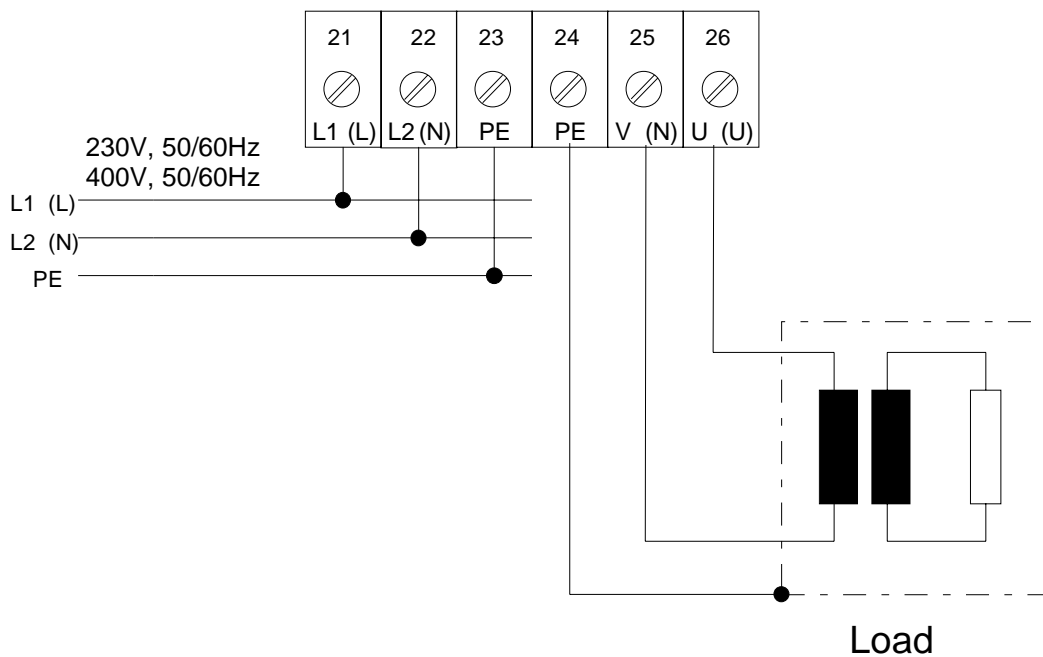 21 22 23 24 25 26
L1 (L) L2 (N) PE PE V (N) U (U)
230V, 50/60Hz
400V, 50/60Hz
L1 (L)
L2 (N)
PE
Load